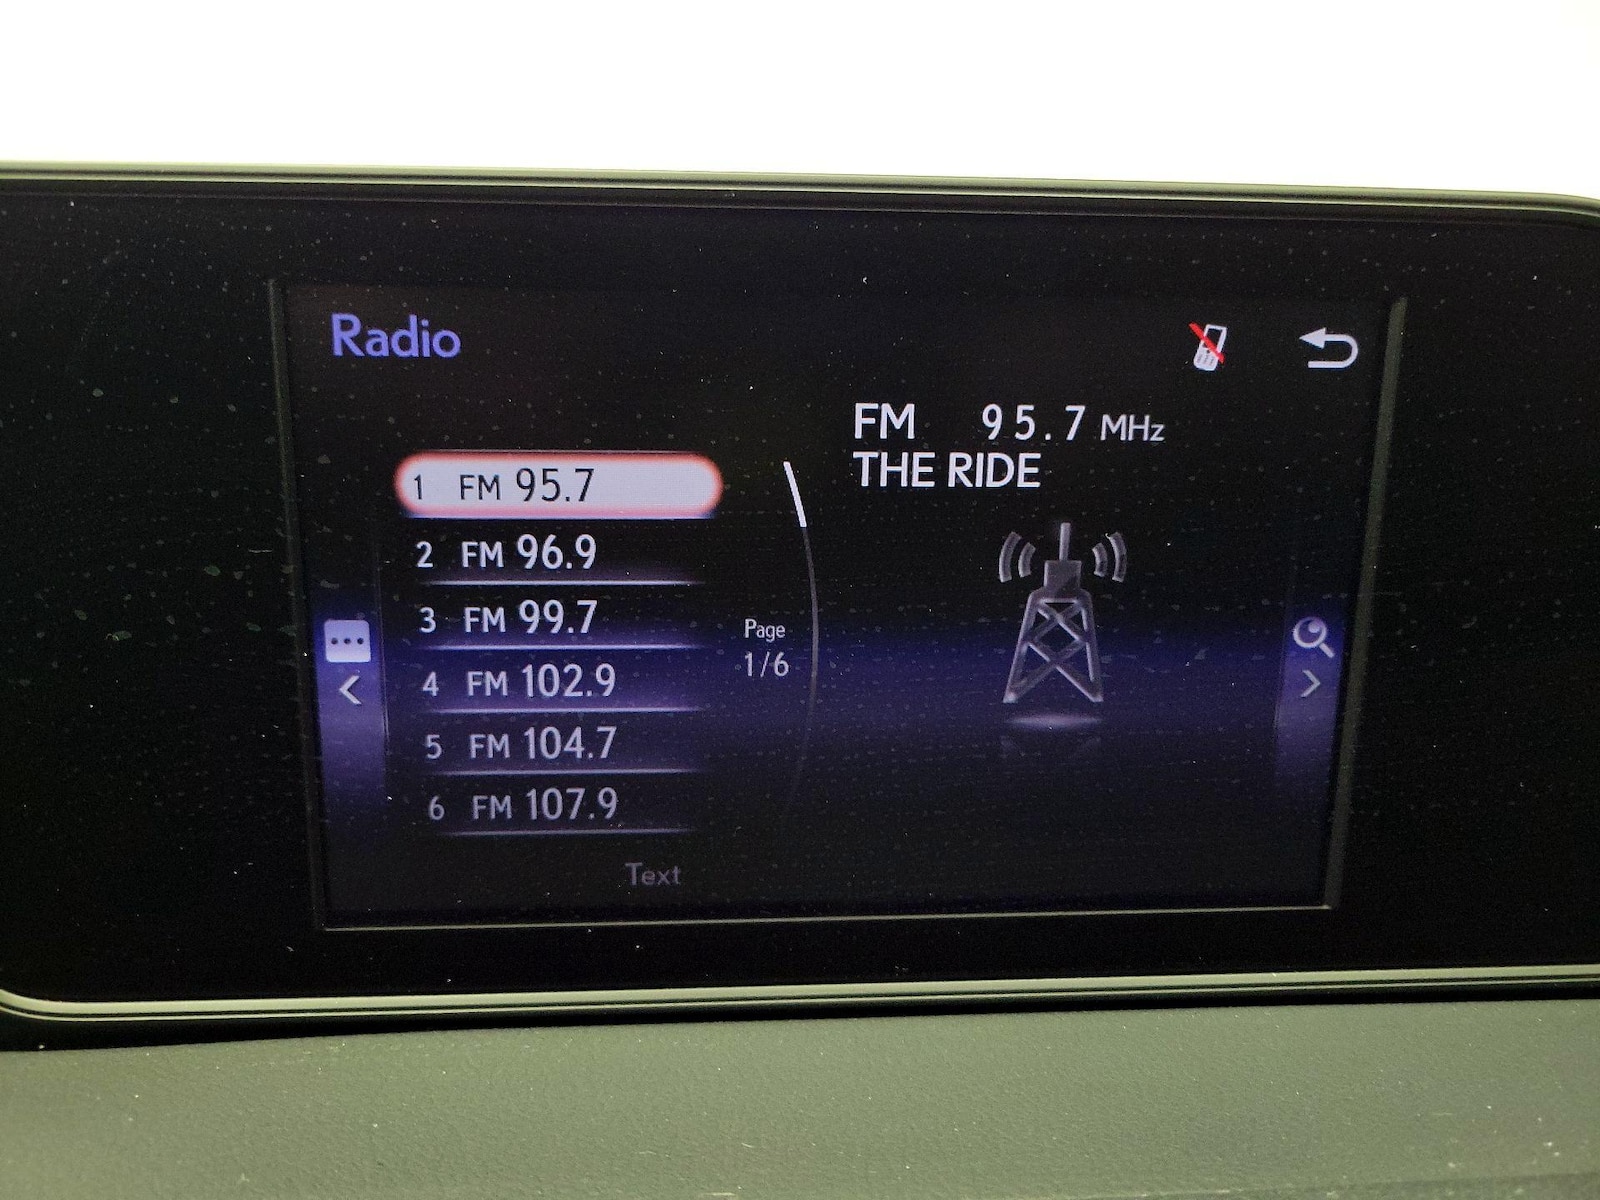 Radio
FM 95.7 MHz
THE RIDE
1 FM 95.7
2 FM 96.9
3 FM 99.7
4 FM 102.9
5 FM 104.7
6 FM 107.9
Page
1/6
Text